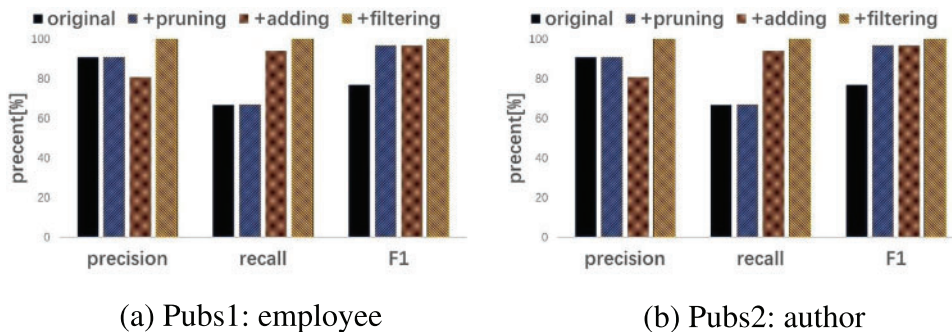 original +pruning +adding +filtering
100
80
60
40
20
0
precent[%]
precision recall F1
(a) Pubs1: employee
original +pruning +adding +filtering
100
80
60
40
20
0
precent[%]
precision recall F1
(b) Pubs2: author